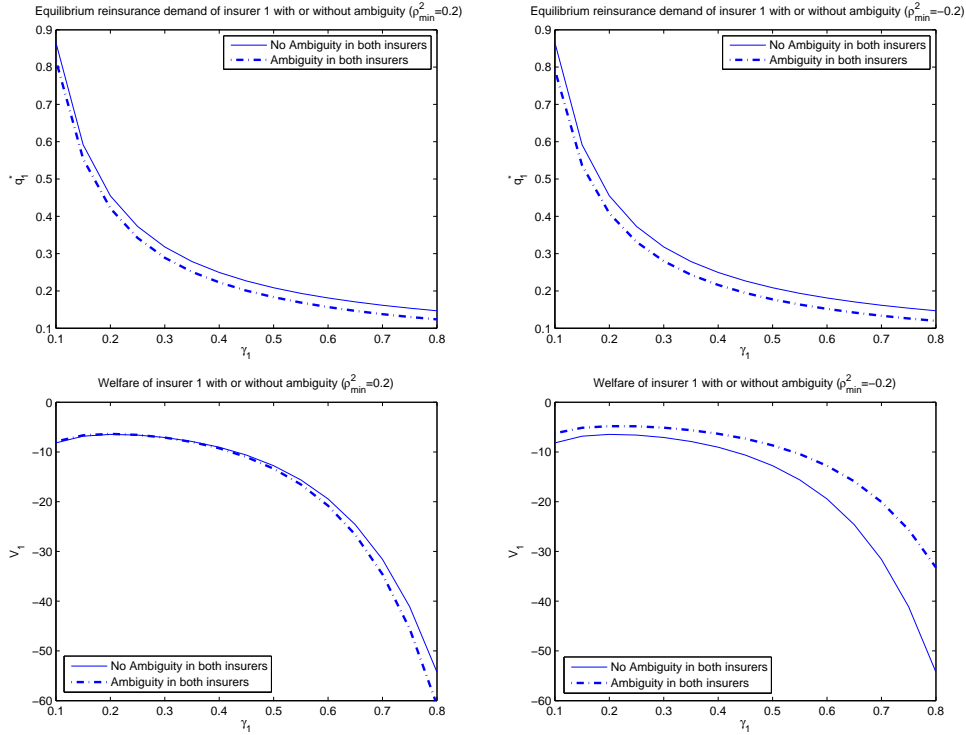 Equilibrium reinsurance demand of insurer 1 with or without ambiguity (ρ²min=0.2)
0.9
0.8
0.7
0.6
0.5
0.4
0.3
0.2
0.1
q₁*
No Ambiguity in both insurers
Ambiguity in both insurers
0.1 0.2 0.3 0.4 0.5 0.6 0.7 0.8
γ₁
Equilibrium reinsurance demand of insurer 1 with or without ambiguity (ρ²min=−0.2)
0.9
0.8
0.7
0.6
0.5
0.4
0.3
0.2
0.1
q₁*
No Ambiguity in both insurers
Ambiguity in both insurers
0.1 0.2 0.3 0.4 0.5 0.6 0.7 0.8
γ₁
Welfare of insurer 1 with or without ambiguity (ρ²min=0.2)
0
−10
−20
−30
−40
−50
−60
V₁
No Ambiguity in both insurers
Ambiguity in both insurers
0.1 0.2 0.3 0.4 0.5 0.6 0.7 0.8
γ₁
Welfare of insurer 1 with or without ambiguity (ρ²min=−0.2)
0
−10
−20
−30
−40
−50
−60
V₁
No Ambiguity in both insurers
Ambiguity in both insurers
0.1 0.2 0.3 0.4 0.5 0.6 0.7 0.8
γ₁